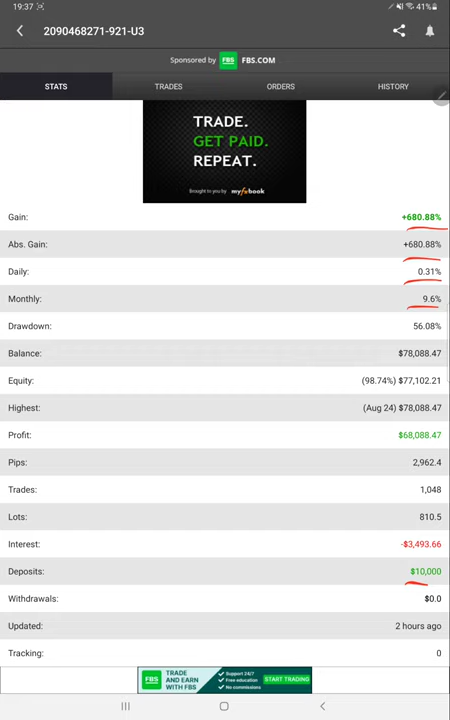 19:37 41%
2090468271-921-U3
Sponsored by FBS FBS.COM
STATS TRADES ORDERS HISTORY
TRADE.
GET PAID.
REPEAT.
Brought to you by myfxbook
Gain: +680.88%
Abs. Gain: +680.88%
Daily: 0.31%
Monthly: 9.6%
Drawdown: 56.08%
Balance: $78,088.47
Equity: (98.74%) $77,102.21
Highest: (Aug 24) $78,088.47
Profit: $68,088.47
Pips: 2,962.4
Trades: 1,048
Lots: 810.5
Interest: -$3,493.66
Deposits: $10,000
Withdrawals: $0.0
Updated: 2 hours ago
Tracking: 0
FBS TRADE AND EARN WITH FBS
Support 24/7
Free education
No commissions
START TRADING